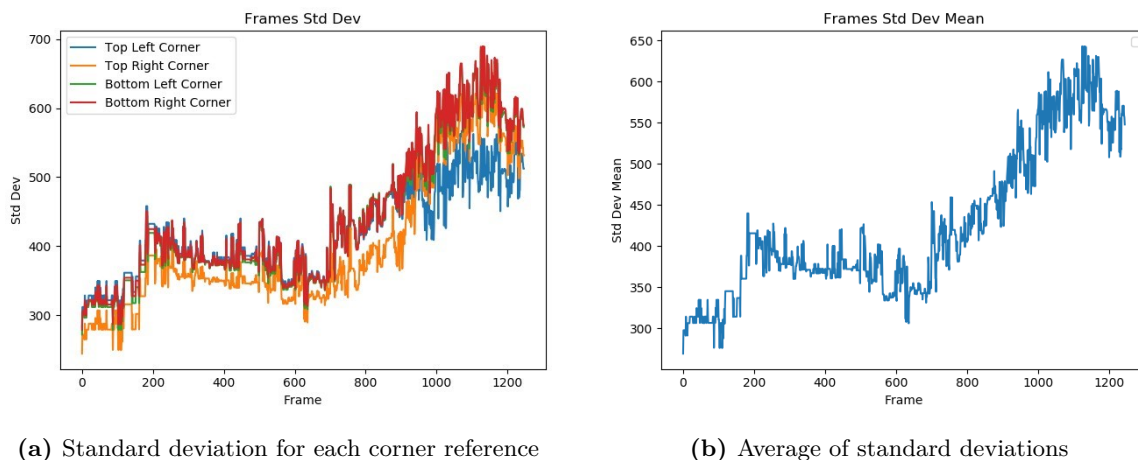 Frames Std Dev
700
600
500
400
300
Std Dev
Top Left Corner
Top Right Corner
Bottom Left Corner
Bottom Right Corner
0 200 400 600 800 1000 1200
Frame
(a) Standard deviation for each corner reference
Frames Std Dev Mean
650
600
550
500
450
400
350
300
Std Dev Mean
0 200 400 600 800 1000 1200
Frame
(b) Average of standard deviations